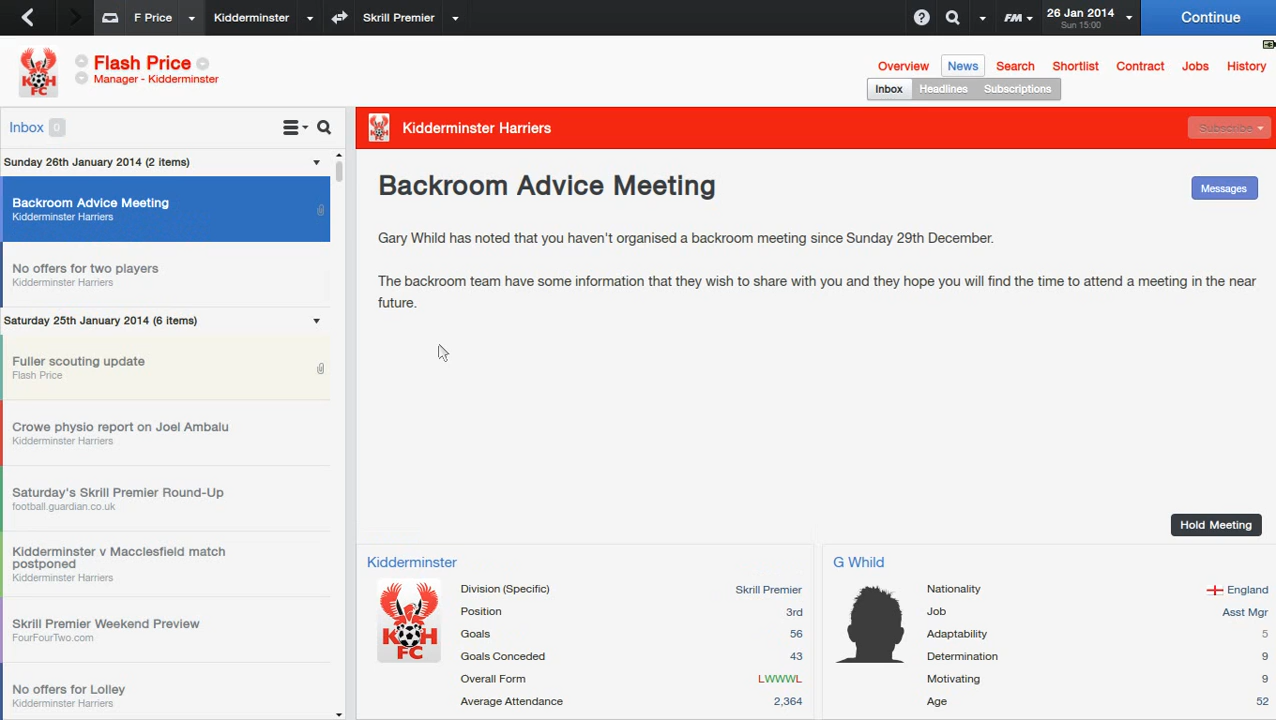 F Price
Kidderminster
Skrill Premier
FM
26 Jan 2014
Sun 15:00
Continue
Flash Price
Manager - Kidderminster
Overview
News
Search
Shortlist
Contract
Jobs
History
Inbox
Headlines
Subscriptions
Inbox 0
Kidderminster Harriers
Subscribe
Sunday 26th January 2014 (2 items)
Backroom Advice Meeting
Kidderminster Harriers
No offers for two players
Kidderminster Harriers
Saturday 25th January 2014 (6 items)
Fuller scouting update
Flash Price
Crowe physio report on Joel Ambalu
Kidderminster Harriers
Saturday's Skrill Premier Round-Up
football.guardian.co.uk
Kidderminster v Macclesfield match
postponed
Kidderminster Harriers
Skrill Premier Weekend Preview
FourFourTwo.com
No offers for Lolley
Kidderminster Harriers
Backroom Advice Meeting
Messages
Gary Whild has noted that you haven't organised a backroom meeting since Sunday 29th December.
The backroom team have some information that they wish to share with you and they hope you will find the time to attend a meeting in the near
future.
Hold Meeting
Kidderminster
KH
FC
Division (Specific) Skrill Premier
Position 3rd
Goals 56
Goals Conceded 43
Overall Form LWWWL
Average Attendance 2,364
G Whild
Nationality England
Job Asst Mgr
Adaptability 5
Determination 9
Motivating 9
Age 52